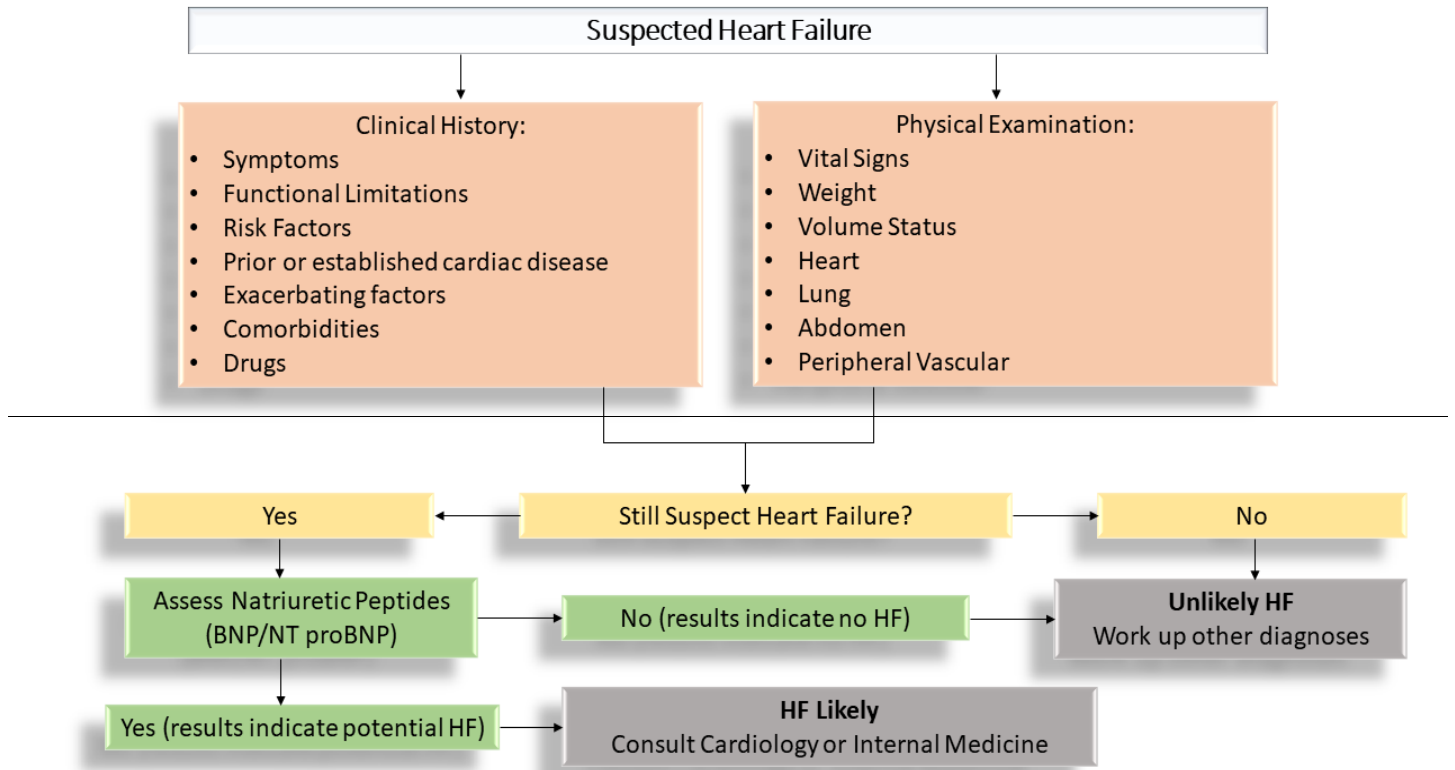 Suspected Heart Failure
Clinical History:
• Symptoms
• Functional Limitations
• Risk Factors
• Prior or established cardiac disease
• Exacerbating factors
• Comorbidities
• Drugs
Physical Examination:
• Vital Signs
• Weight
• Volume Status
• Heart
• Lung
• Abdomen
• Peripheral Vascular
Yes
Still Suspect Heart Failure?
No
Assess Natriuretic Peptides
(BNP/NT proBNP)
No (results indicate no HF)
Unlikely HF
Work up other diagnoses
Yes (results indicate potential HF)
HF Likely
Consult Cardiology or Internal Medicine